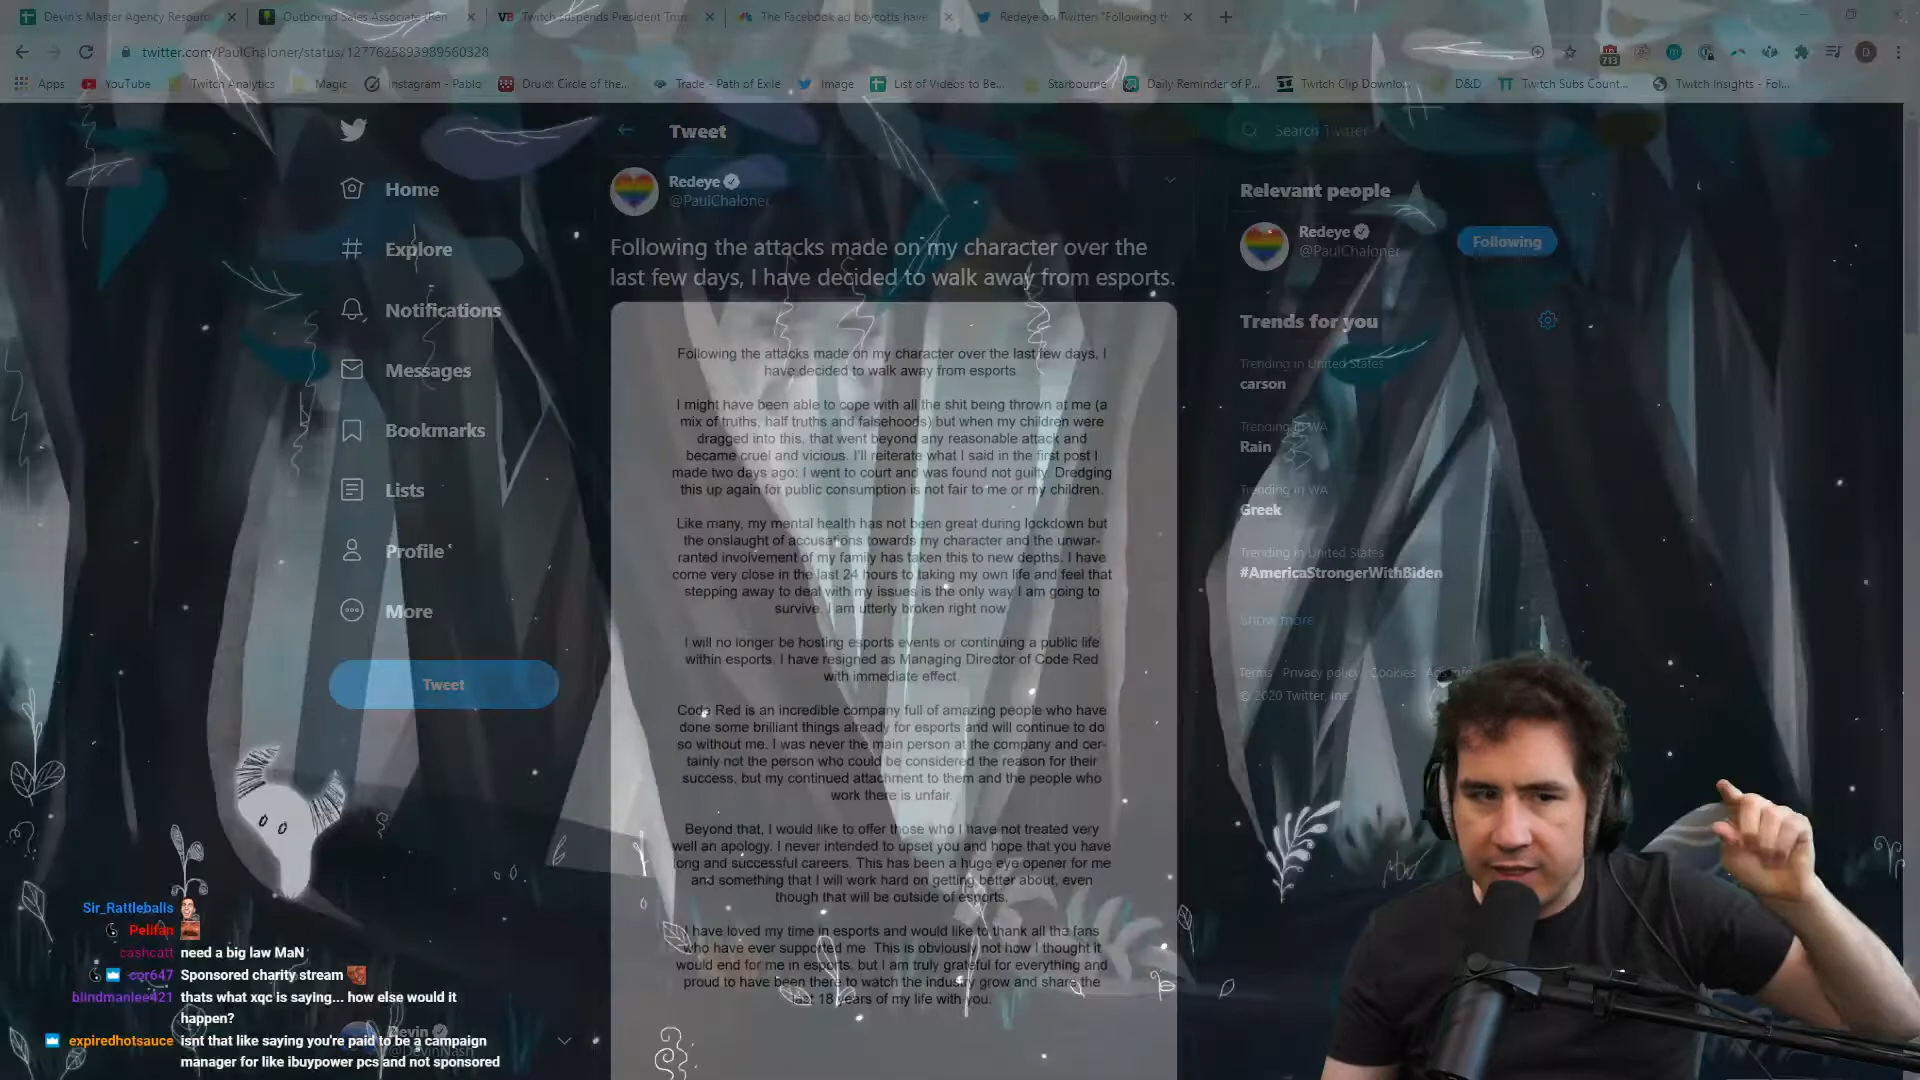 Devin's Master Agency Resourc
Outbound Sales Associate then
Twitch Suspends President Trum
The Facebook ad boycotts have
Redeye on Twitter: "Following th
twitter.com/PaulChaloner/status/1277625893989560328
713
D
Apps
YouTube
Twitch Analytics
Magic
Instagram - Pablo
Druid: Circle of the...
Trade - Path of Exile
Image
List of Videos to Be...
Starbourne
Daily Reminder of P...
Twitch Clip Downlo...
D&D
Twitch Subs Count...
Twitch Insights - Fol...
Home
Explore
Notifications
Messages
Bookmarks
Lists
Profile
More
Tweet
Tweet
Redeye
@PaulChaloner
Following the attacks made on my character over the
last few days, I have decided to walk away from esports.
Following the attacks made on my character over the last few days, I
have decided to walk away from esports.
I might have been able to cope with all the shit being thrown at me (a
mix of truths, half truths and falsehoods) but when my children were
dragged into this, that went beyond any reasonable attack and
became cruel and vicious. I'll reiterate what I said in the first post I
made two days ago: I went to court and was found not guilty. Dredging
this up again for public consumption is not fair to me or my children.
Like many, my mental health has not been great during lockdown but
the onslaught of accusations towards my character and the unwar-
ranted involvement of my family has taken this to new depths. I have
come very close in the last 24 hours to taking my own life and feel that
stepping away to deal with my issues is the only way I am going to
survive. I am utterly broken right now.
I will no longer be hosting esports events or continuing a public life
within esports. I have resigned as Managing Director of Code Red
with immediate effect.
Code Red is an incredible company full of amazing people who have
done some brilliant things already for esports and will continue to do
so without me. I was never the main person at the company and cer-
tainly not the person who could be considered the reason for their
success, but my continued attachment to them and the people who
work there is unfair.
Beyond that, I would like to offer those who I have not treated very
well an apology. I never intended to upset you and hope that you have
long and successful careers. This has been a huge eye opener for me
and something that I will work hard on getting better about, even
though that will be outside of esports.
I have loved my time in esports and would like to thank all the fans
who have ever supported me. This is obviously not how I thought it
would end for me in esports, but I am truly grateful for everything and
proud to have been there to watch the industry grow and share the
last 18 years of my life with you.
Search Twitter
Relevant people
Redeye
@PaulChaloner
Following
Trends for you
Trending in United States
carson
Trending in WA
Rain
Trending in WA
Greek
Trending in United States
#AmericaStrongerWithBiden
Show more
Terms Privacy policy Cookies Ads info
© 2020 Twitter, Inc.
Sir_Rattleballs
Pelifan
cashcatt need a big law MaN
cor647 Sponsored charity stream
blindmanlee421 thats what xqc is saying... how else would it
happen?
expiredhotsauce isnt that like saying you're paid to be a campaign
manager for like ibuypower pcs and not sponsored
Devin
@DevinNash